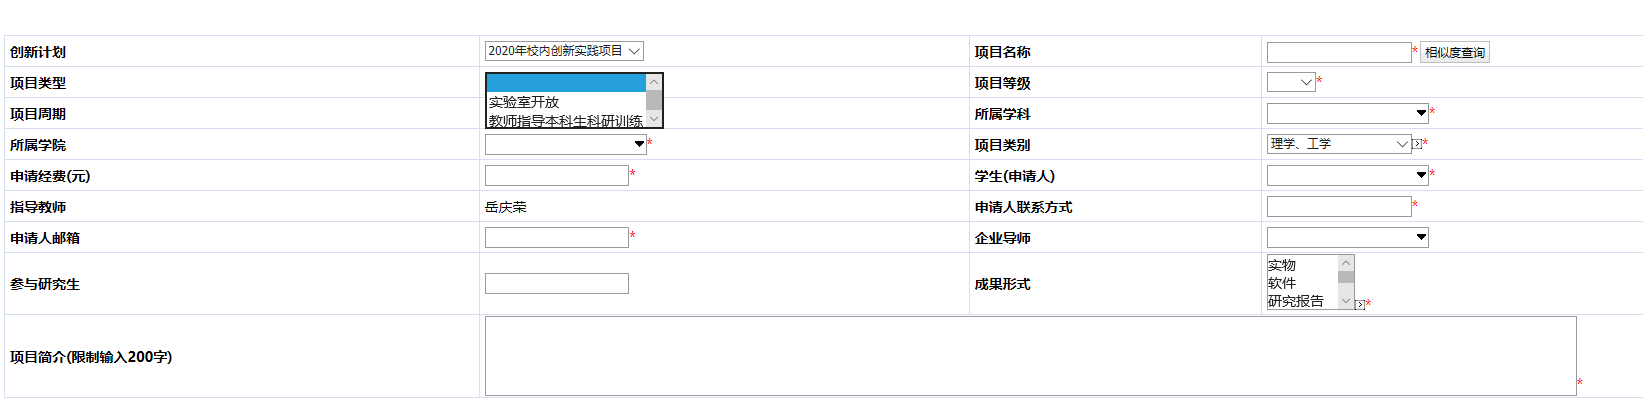 创新计划 2020年校内创新实践项目 项目名称 * 相似度查询
项目类型 项目等级 *
实验室开放
项目周期 教师指导本科生科研训练 所属学科 *
所属学院 * 项目类别 理学、工学 *
申请经费(元) * 学生(申请人) *
指导教师 岳庆荣 申请人联系方式 *
申请人邮箱 * 企业导师
参与研究生 成果形式 实物
软件
研究报告 *
项目简介(限制输入200字) *